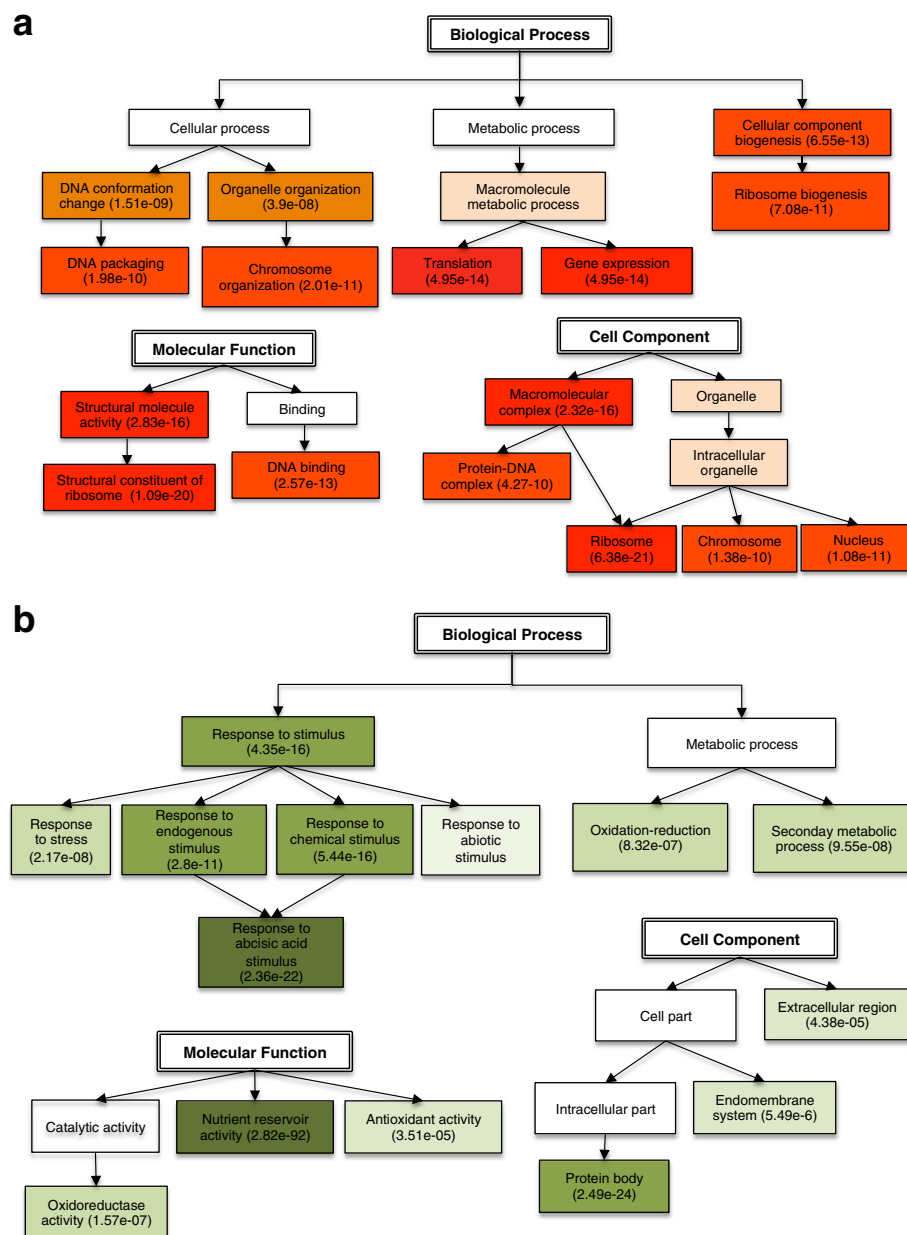 a
Biological Process
Cellular process
Metabolic process
Cellular component
biogenesis (6.55e-13)
DNA conformation
change (1.51e-09)
Organelle organization
(3.9e-08)
Macromolecule
metabolic process
Ribosome biogenesis
(7.08e-11)
DNA packaging
(1.98e-10)
Chromosome
organization (2.01e-11)
Translation
(4.95e-14)
Gene expression
(4.95e-14)
Molecular Function
Structural molecule
activity (2.83e-16)
Binding
Structural constituent of
ribosome (1.09e-20)
DNA binding
(2.57e-13)
Cell Component
Macromolecular
complex (2.32e-16)
Organelle
Protein-DNA
complex (4.27-10)
Intracellular
organelle
Ribosome
(6.38e-21)
Chromosome
(1.38e-10)
Nucleus
(1.08e-11)
b
Biological Process
Response to stimulus
(4.35e-16)
Metabolic process
Response
to stress
(2.17e-08)
Response to
endogenous
stimulus
(2.8e-11)
Response to
chemical stimulus
(5.44e-16)
Response to
abiotic
stimulus
Oxidation-reduction
(8.32e-07)
Seconday metabolic
process (9.55e-08)
Response to
abcisic acid
stimulus
(2.36e-22)
Cell Component
Cell part
Extracellular region
(4.38e-05)
Intracellular part
Endomembrane
system (5.49e-6)
Protein body
(2.49e-24)
Molecular Function
Catalytic activity
Nutrient reservoir
activity (2.82e-92)
Antioxidant activity
(3.51e-05)
Oxidoreductase
activity (1.57e-07)